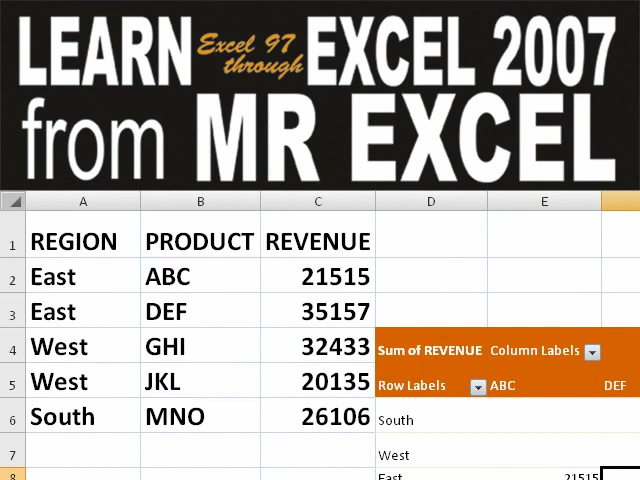 LEARN Excel 97 through EXCEL 2007
from MR EXCEL
A B C D E
1 REGION PRODUCT REVENUE
2 East ABC 21515
3 East DEF 35157
4 West GHI 32433 Sum of REVENUE Column Labels
5 West JKL 20135 Row Labels ABC DEF
6 South MNO 26106 South
7 West
8 East 21515